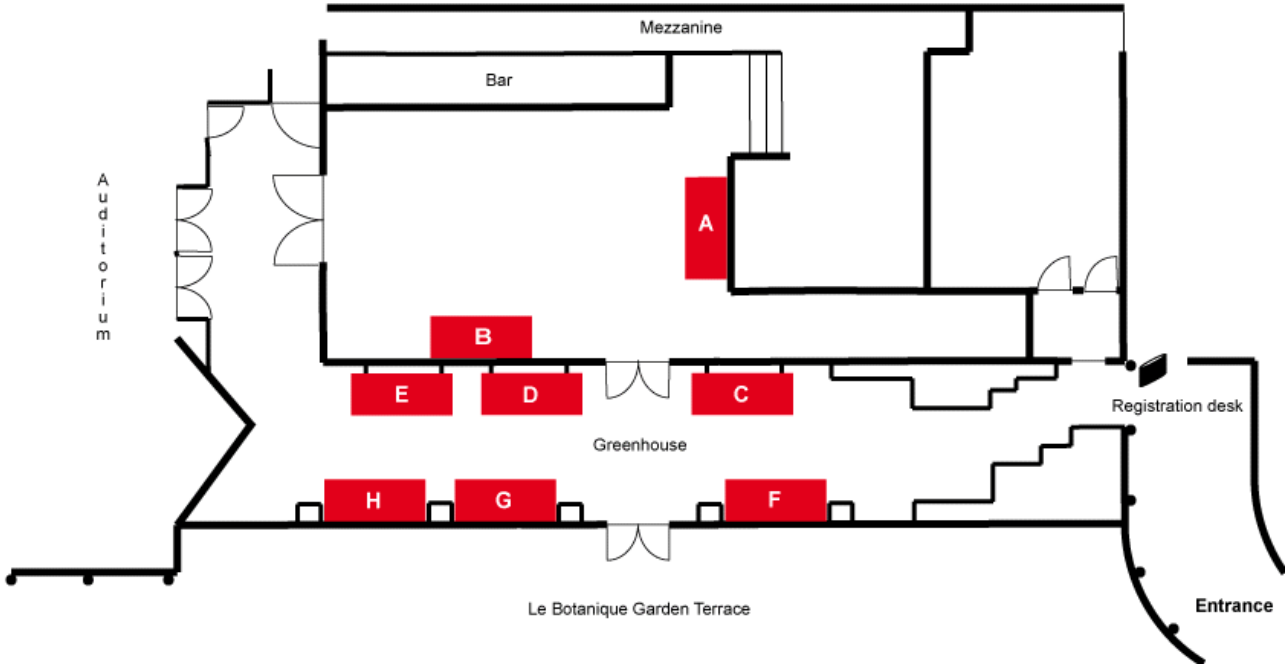 Mezzanine
Bar
Auditorium
A
B
E
D
C
Registration desk
Greenhouse
H
G
F
Le Botanique Garden Terrace
Entrance